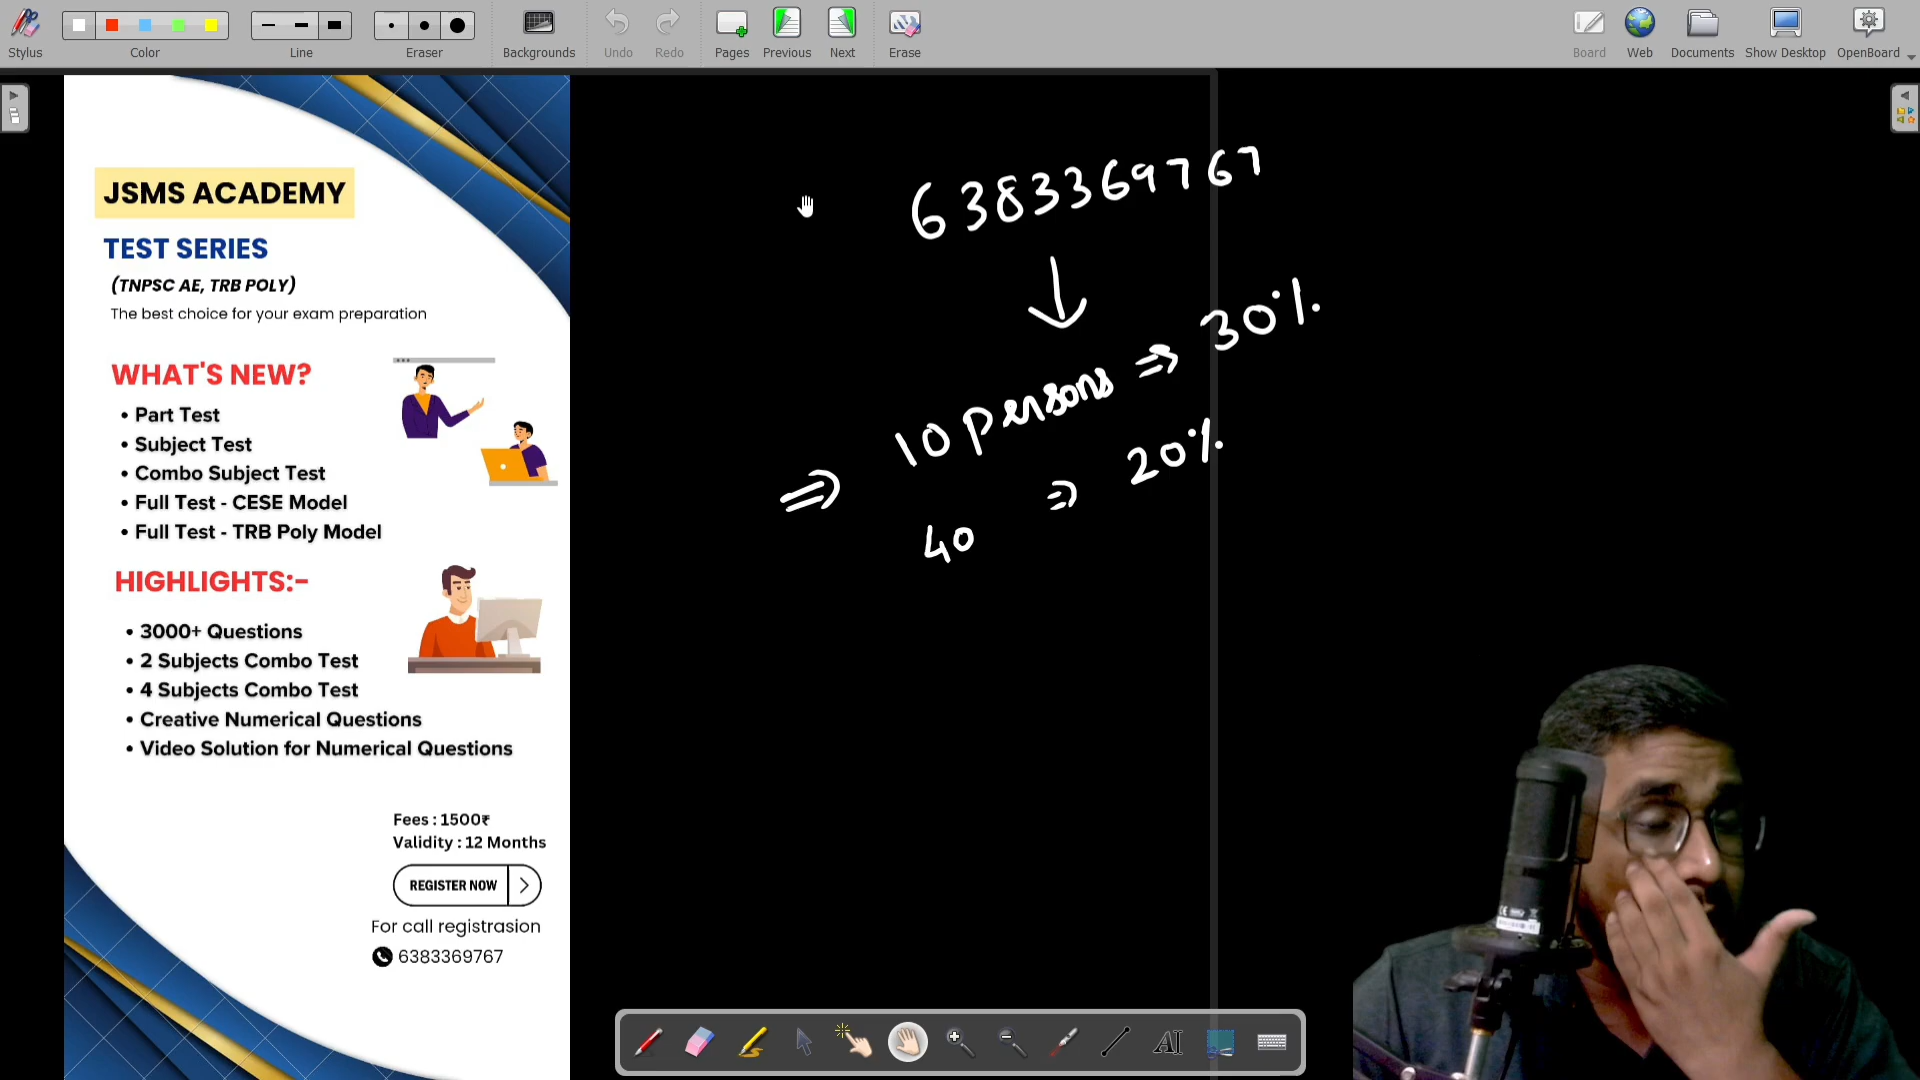 Stylus
Color
Line
Eraser
Backgrounds
Undo
Redo
Pages
Previous
Next
Erase
Board
Web
Documents
Show Desktop
OpenBoard
JSMS ACADEMY
TEST SERIES
(TNPSC AE, TRB POLY)
The best choice for your exam preparation
WHAT'S NEW?
• Part Test
• Subject Test
• Combo Subject Test
• Full Test - CESE Model
• Full Test - TRB Poly Model
HIGHLIGHTS:-
• 3000+ Questions
• 2 Subjects Combo Test
• 4 Subjects Combo Test
• Creative Numerical Questions
• Video Solution for Numerical Questions
Fees : 1500₹
Validity : 12 Months
REGISTER NOW
For call registrasion
6383369767
6383369767
↓
10 persons ⇒ 30%
⇒ 40 ⇒ 20%
AI